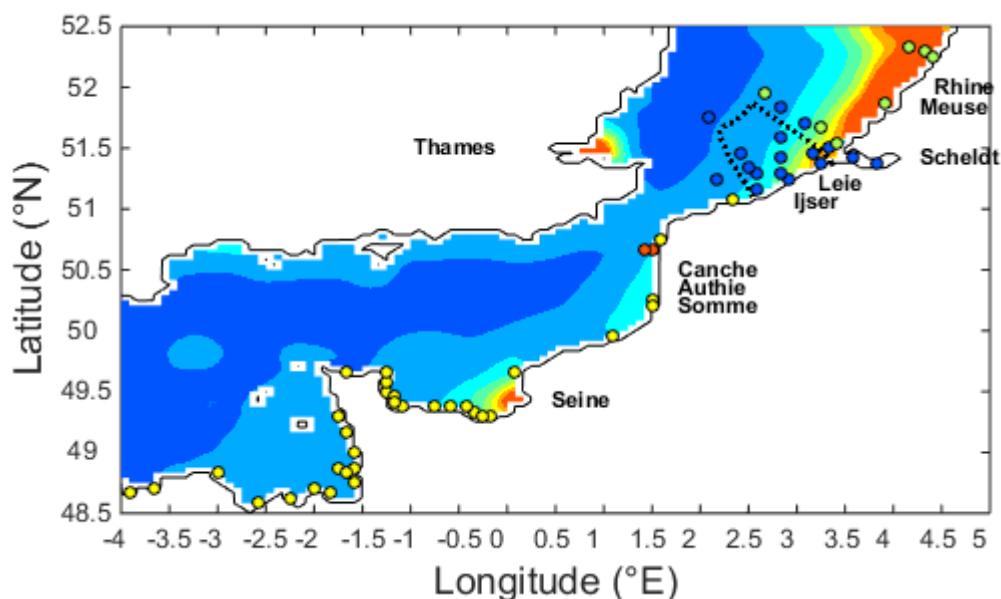 52.5
52
51.5
51
50.5
50
49.5
49
48.5
Latitude (°N)
Thames
Rhine
Meuse
Scheldt
Leie
Ijser
Canche
Authie
Somme
Seine
-4 -3.5 -3 -2.5 -2 -1.5 -1 -0.5 0 0.5 1 1.6 2 2.5 3 3.5 4 4.5 5
Longitude (°E)